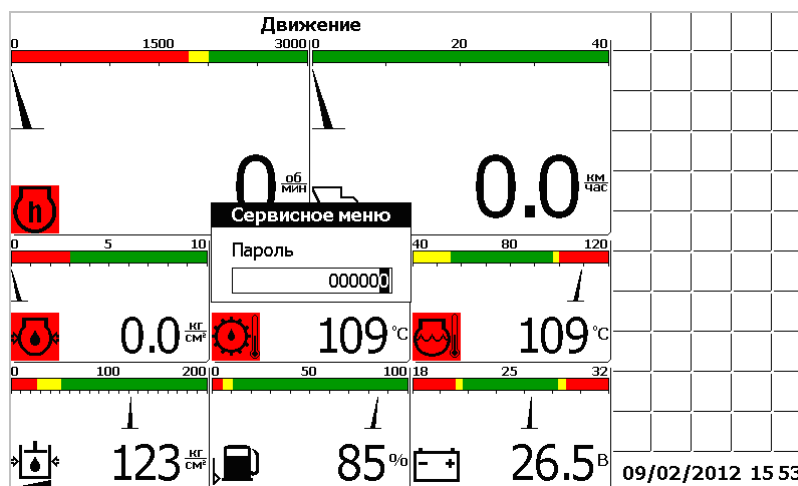 Движение
0 1500 3000 0 20 40
0 об/мин 0.0 км/час
h
Сервисное меню
0 5 10 40 80 120
Пароль
000000
0.0 кг/см² 109 °C 109 °C
0 100 200 0 50 100 18 25 32
123 кг/см² 85 % - + 26.5 В
09/02/2012 15 53